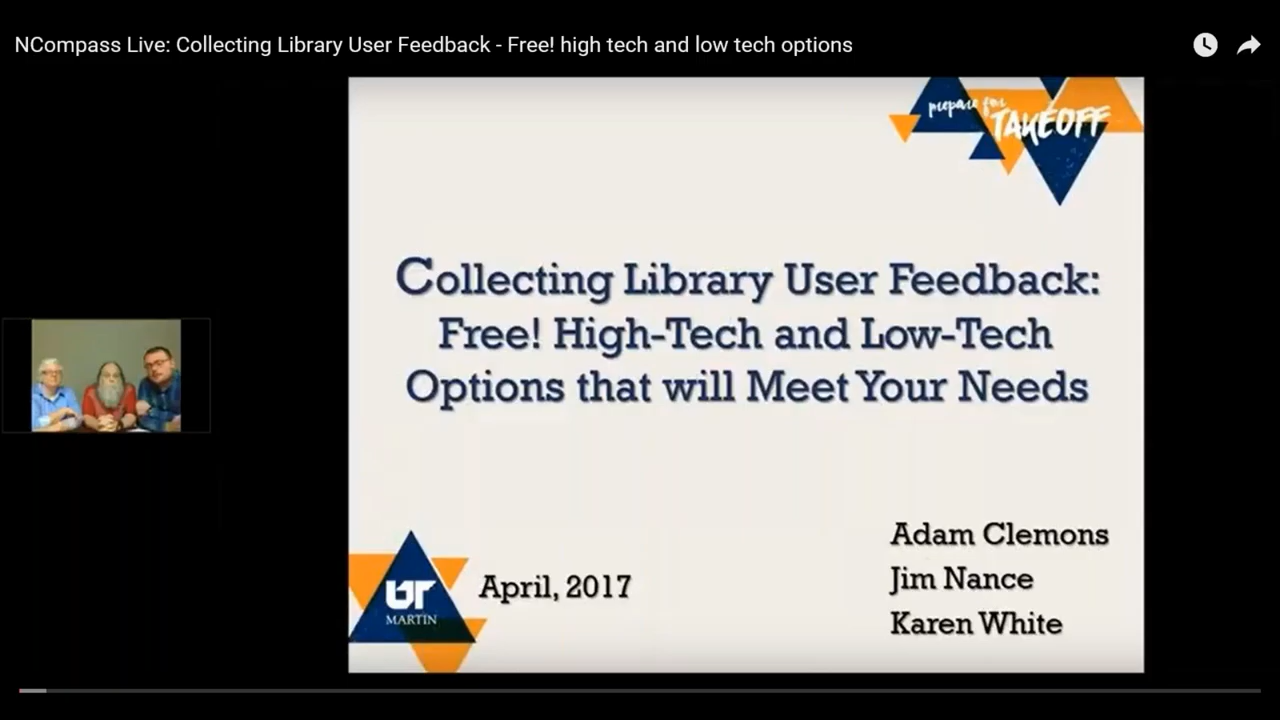 NCompass Live: Collecting Library User Feedback - Free! high tech and low tech options
prepare for
TAKEOFF
Collecting Library User Feedback:
Free! High-Tech and Low-Tech
Options that will Meet Your Needs
Adam Clemons
Jim Nance
Karen White
April, 2017
UT
MARTIN